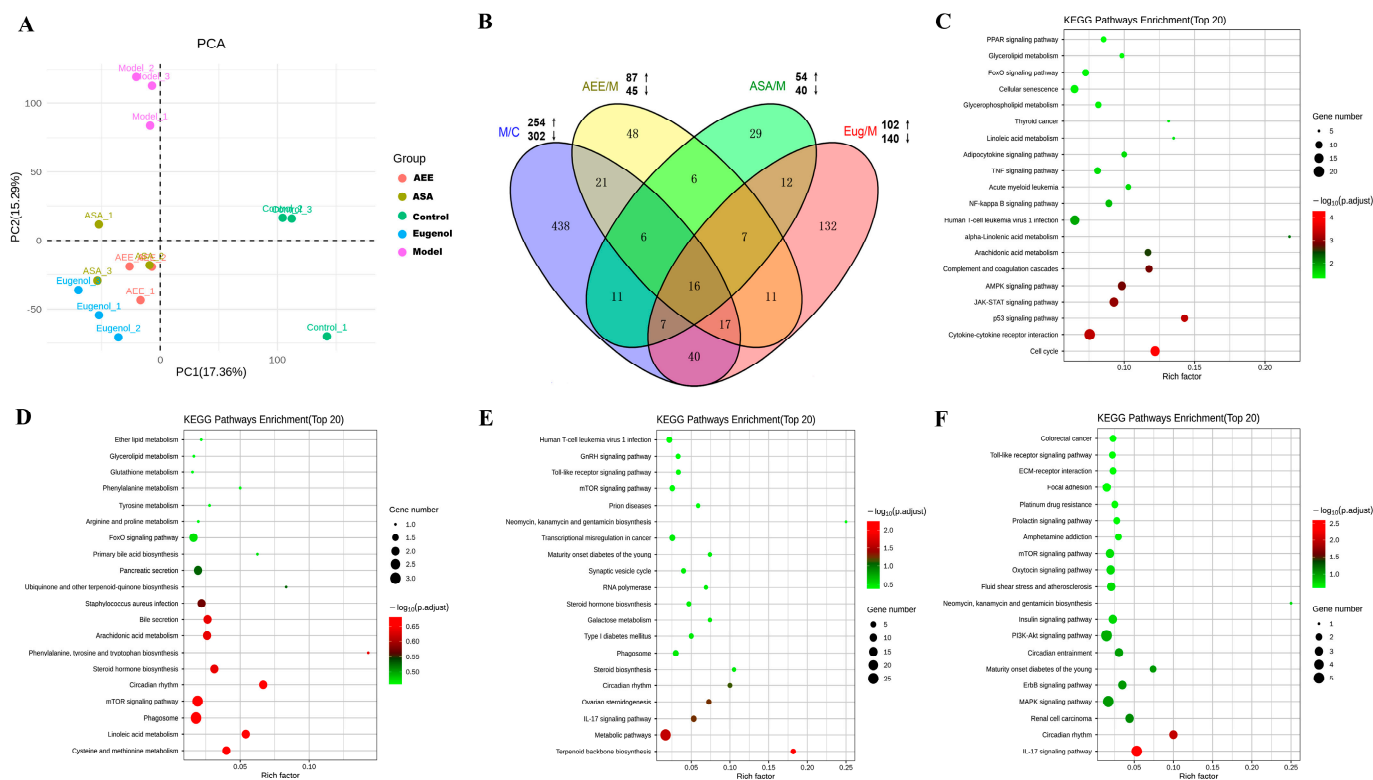 A
PCA
Model_2
Model_3
Model_1
100
50
0
-50
PC2(15.29%)
ASA_1
Control_3
ASA_3
AEE_2
AEE_1
Eugenol_1
Eugenol_2
Control_1
0
100
PC1(17.36%)
Group
AEE
ASA
Control
Eugenol
Model
B
AEE/M
87 ↑
45 ↓
ASA/M
54 ↑
40 ↓
M/C
254 ↑
302 ↓
Eug/M
102 ↑
140 ↓
48
29
21
6
12
438
6
7
132
11
16
11
7
17
40
C
KEGG Pathways Enrichment(Top 20)
PPAR signaling pathway
Glycerolipid metabolism
FoxO signaling pathway
Cellular senescence
Glycerophospholipid metabolism
Thyroid cancer
Linoleic acid metabolism
Adipocytokine signaling pathway
TNF signaling pathway
Acute myeloid leukemia
NF-kappa B signaling pathway
Human T-cell leukemia virus 1 infection
alpha-Linolenic acid metabolism
Arachidonic acid metabolism
Complement and coagulation cascades
AMPK signaling pathway
JAK-STAT signaling pathway
p53 signaling pathway
Cytokine-cytokine receptor interaction
Cell cycle
0.10
0.15
0.20
Rich factor
Gene number
5
10
15
20
−log10(p.adjust)
4
3
2
D
KEGG Pathways Enrichment(Top 20)
Ether lipid metabolism
Glycerolipid metabolism
Glutathione metabolism
Phenylalanine metabolism
Tyrosine metabolism
Arginine and proline metabolism
FoxO signaling pathway
Primary bile acid biosynthesis
Pancreatic secretion
Ubiquinone and other terpenoid-quinone biosynthesis
Staphylococcus aureus infection
Bile secretion
Arachidonic acid metabolism
Phenylalanine, tyrosine and tryptophan biosynthesis
Steroid hormone biosynthesis
Circadian rhythm
mTOR signaling pathway
Phagosome
Linoleic acid metabolism
Cysteine and methionine metabolism
0.05
0.10
Rich factor
Gene number
1.0
1.5
2.0
2.5
3.0
−log10(p.adjust)
0.65
0.60
0.55
0.50
E
KEGG Pathways Enrichment(Top 20)
Human T-cell leukemia virus 1 infection
GnRH signaling pathway
Toll-like receptor signaling pathway
mTOR signaling pathway
Prion diseases
Neomycin, kanamycin and gentamicin biosynthesis
Transcriptional misregulation in cancer
Maturity onset diabetes of the young
Synaptic vesicle cycle
RNA polymerase
Steroid hormone biosynthesis
Galactose metabolism
Type I diabetes mellitus
Phagosome
Steroid biosynthesis
Circadian rhythm
Ovarian steroidogenesis
IL-17 signaling pathway
Metabolic pathways
Terpenoid backbone biosynthesis
0.05
0.10
0.15
0.20
0.25
Rich factor
−log10(p.adjust)
2.0
1.5
1.0
0.5
Gene number
5
10
15
20
25
F
KEGG Pathways Enrichment(Top 20)
Colorectal cancer
Toll-like receptor signaling pathway
ECM-receptor interaction
Focal adhesion
Platinum drug resistance
Prolactin signaling pathway
Amphetamine addiction
mTOR signaling pathway
Oxytocin signaling pathway
Fluid shear stress and atherosclerosis
Neomycin, kanamycin and gentamicin biosynthesis
Insulin signaling pathway
PI3K-Akt signaling pathway
Circadian entrainment
Maturity onset diabetes of the young
ErbB signaling pathway
MAPK signaling pathway
Renal cell carcinoma
Circadian rhythm
IL-17 signaling pathway
0.05
0.10
0.15
0.20
0.25
Rich factor
−log10(p.adjust)
2.5
2.0
1.5
1.0
Gene number
1
2
3
4
5